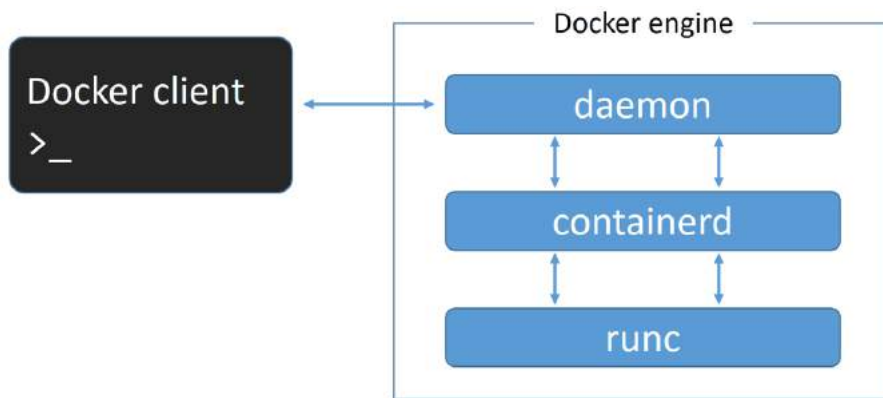 Docker engine
Docker client
>_
daemon
containerd
runc